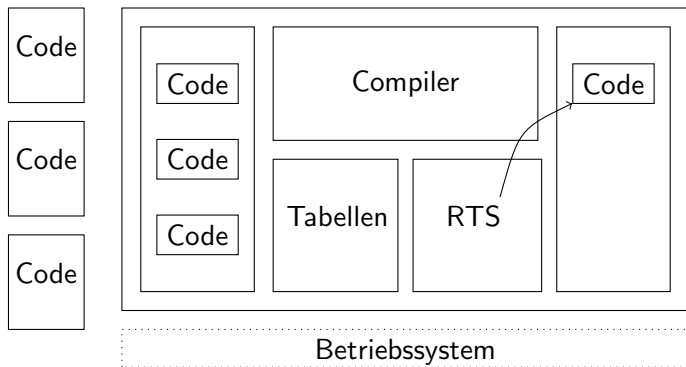 Code
Code
Code
Code
Code
Code
Compiler
Tabellen
RTS
Code
Betriebssystem